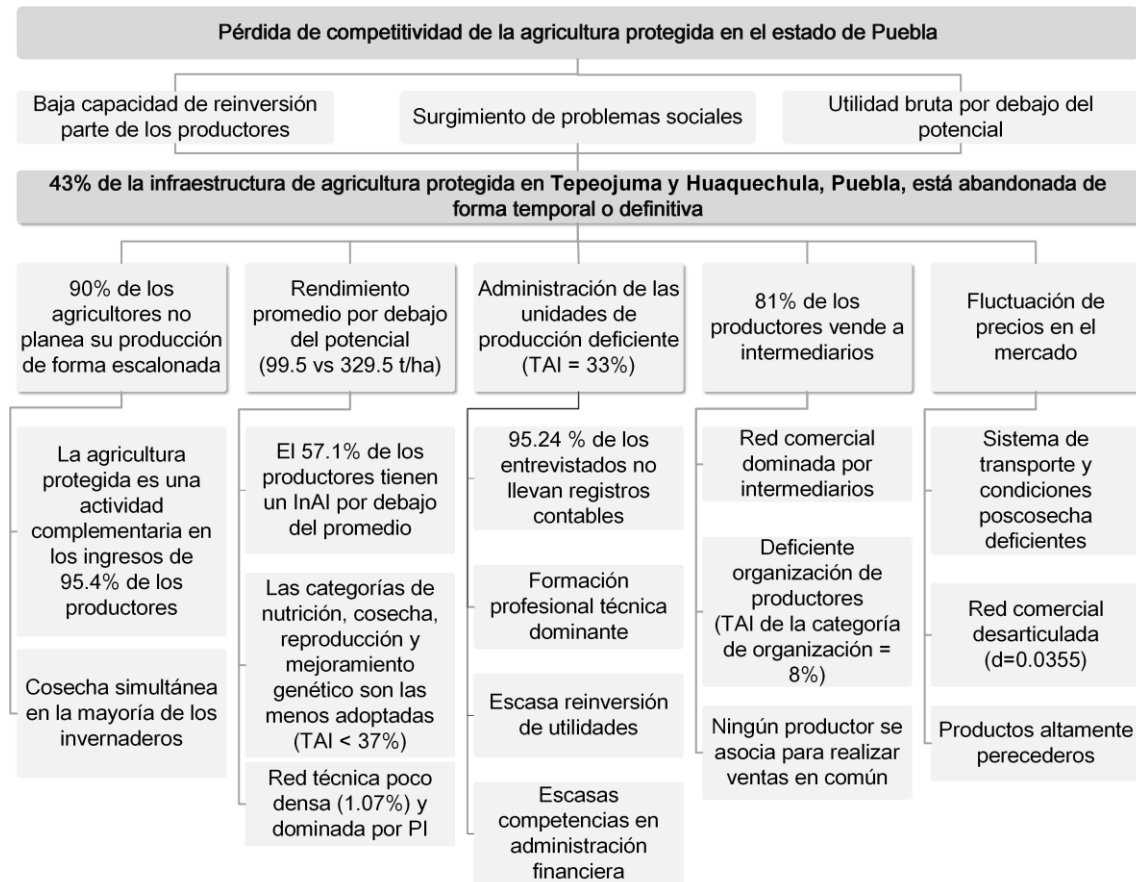 Pérdida de competitividad de la agricultura protegida en el estado de Puebla
Baja capacidad de reinversión
parte de los productores
Surgimiento de problemas sociales
Utilidad bruta por debajo del
potencial
43% de la infraestructura de agricultura protegida en Tepeojuma y Huaquechula, Puebla, está abandonada de
forma temporal o definitiva
90% de los
agricultores no
planea su producción
de forma escalonada
Rendimiento
promedio por debajo
del potencial
(99.5 vs 329.5 t/ha)
Administración de las
unidades de
producción deficiente
(TAI = 33%)
81% de los
productores vende a
intermediarios
Fluctuación de
precios en el
mercado
La agricultura
protegida es una
actividad
complementaria en
los ingresos de
95.4% de los
productores
Cosecha simultánea
en la mayoría de los
invernaderos
El 57.1% de los
productores tienen
un InAI por debajo
del promedio
Las categorías de
nutrición, cosecha,
reproducción y
mejoramiento
genético son las
menos adoptadas
(TAI < 37%)
Red técnica poco
densa (1.07%) y
dominada por PI
95.24 % de los
entrevistados no
llevan registros
contables
Formación
profesional técnica
dominante
Escasa reinversión
de utilidades
Escasas
competencias en
administración
financiera
Red comercial
dominada por
intermediarios
Deficiente
organización de
productores
(TAI de la categoría
de organización =
8%)
Ningún productor se
asocia para realizar
ventas en común
Sistema de
transporte y
condiciones
poscosecha
deficientes
Red comercial
desarticulada
(d=0.0355)
Productos altamente
perecederos